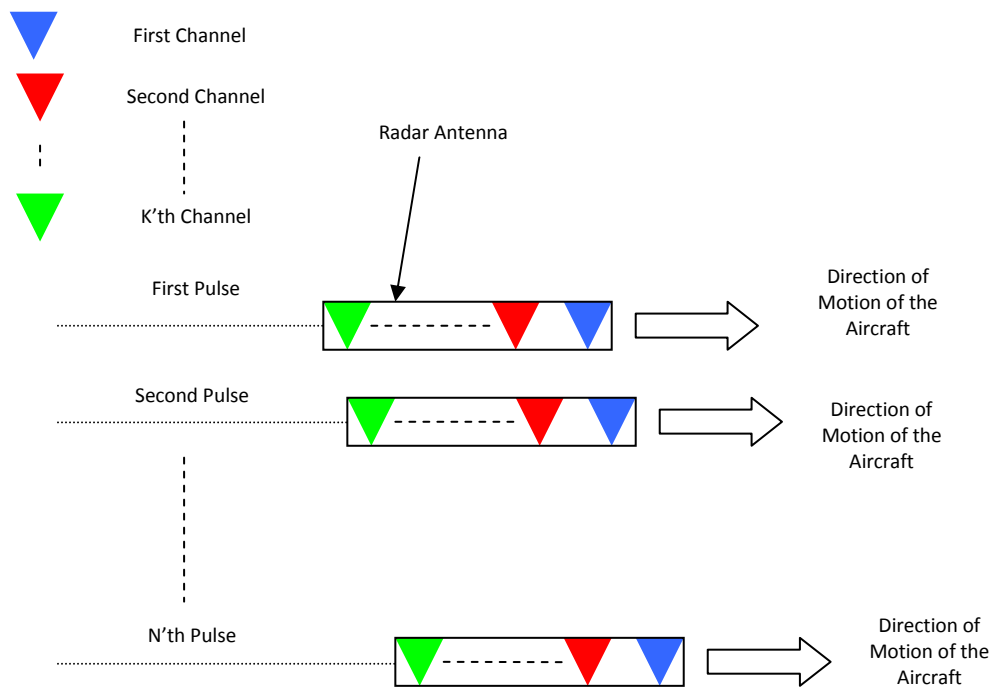 First Channel
Second Channel
Radar Antenna
K'th Channel
First Pulse
Direction of
Motion of the
Aircraft
Second Pulse
Direction of
Motion of the
Aircraft
N'th Pulse
Direction of
Motion of the
Aircraft